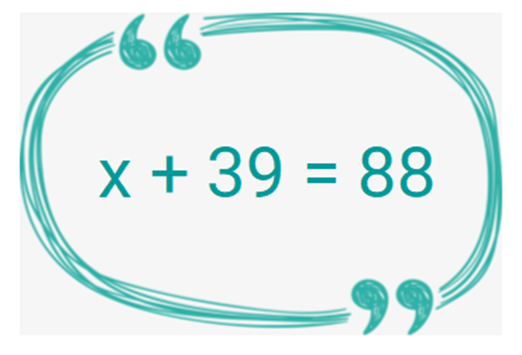 x + 39 = 88